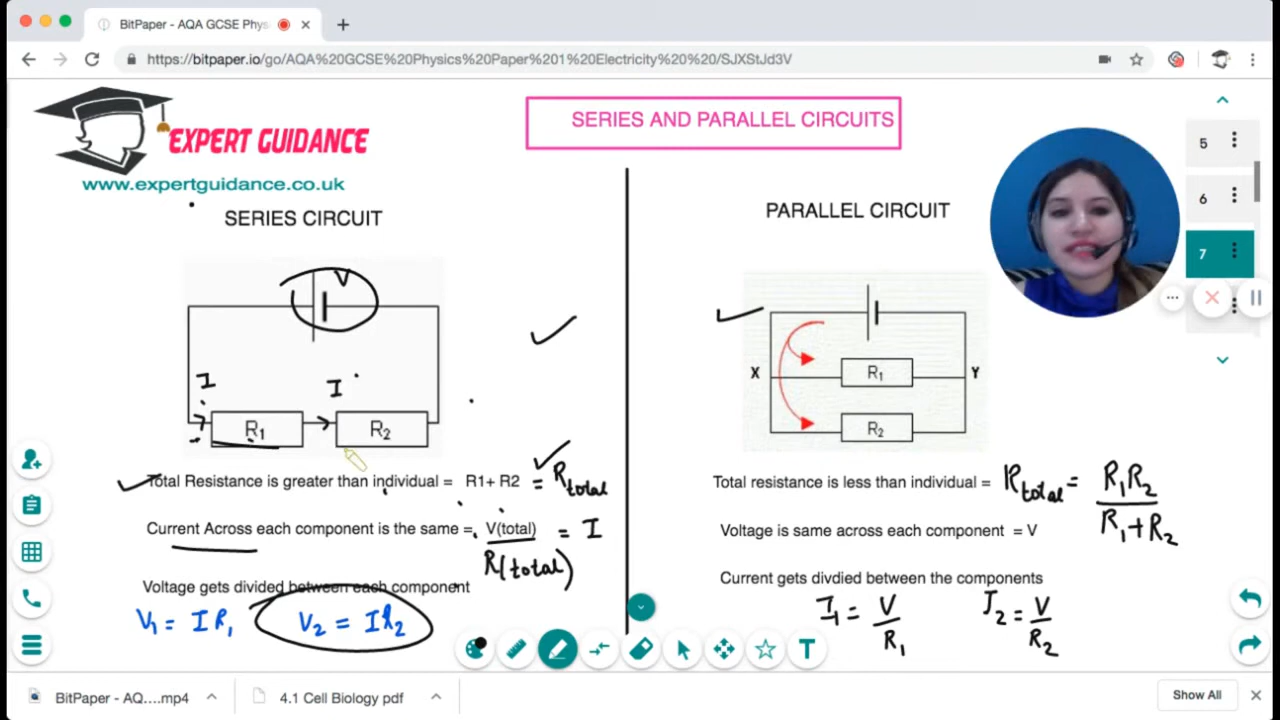 BitPaper - AQA GCSE Phys
https://bitpaper.io/go/AQA%20GCSE%20Physics%20Paper%201%20Electricity%20%20/SJXStJd3V
EXPERT GUIDANCE
www.expertguidance.co.uk
SERIES AND PARALLEL CIRCUITS
5
6
7
SERIES CIRCUIT
V
I
I
R1
R2
Total Resistance is greater than individual = R1+ R2 = Rtotal
Current Across each component is the same = V(total) / R(total) = I
Voltage gets divided between each component
V1 = I R1
V2 = I R2
PARALLEL CIRCUIT
X
R1
Y
R2
Total resistance is less than individual = Rtotal = R1R2 / R1+R2
Voltage is same across each component = V
Current gets divdied between the components
I1 = V / R1
I2 = V / R2
T
BitPaper - AQ....mp4
4.1 Cell Biology pdf
Show All